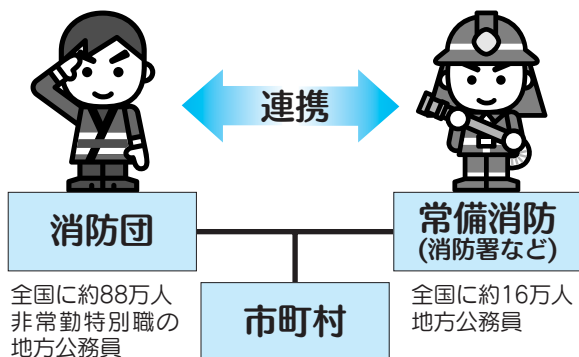 連携
消防団
常備消防
(消防署など)
全国に約88万人
非常勤特別職の
地方公務員
市町村
全国に約16万人
地方公務員